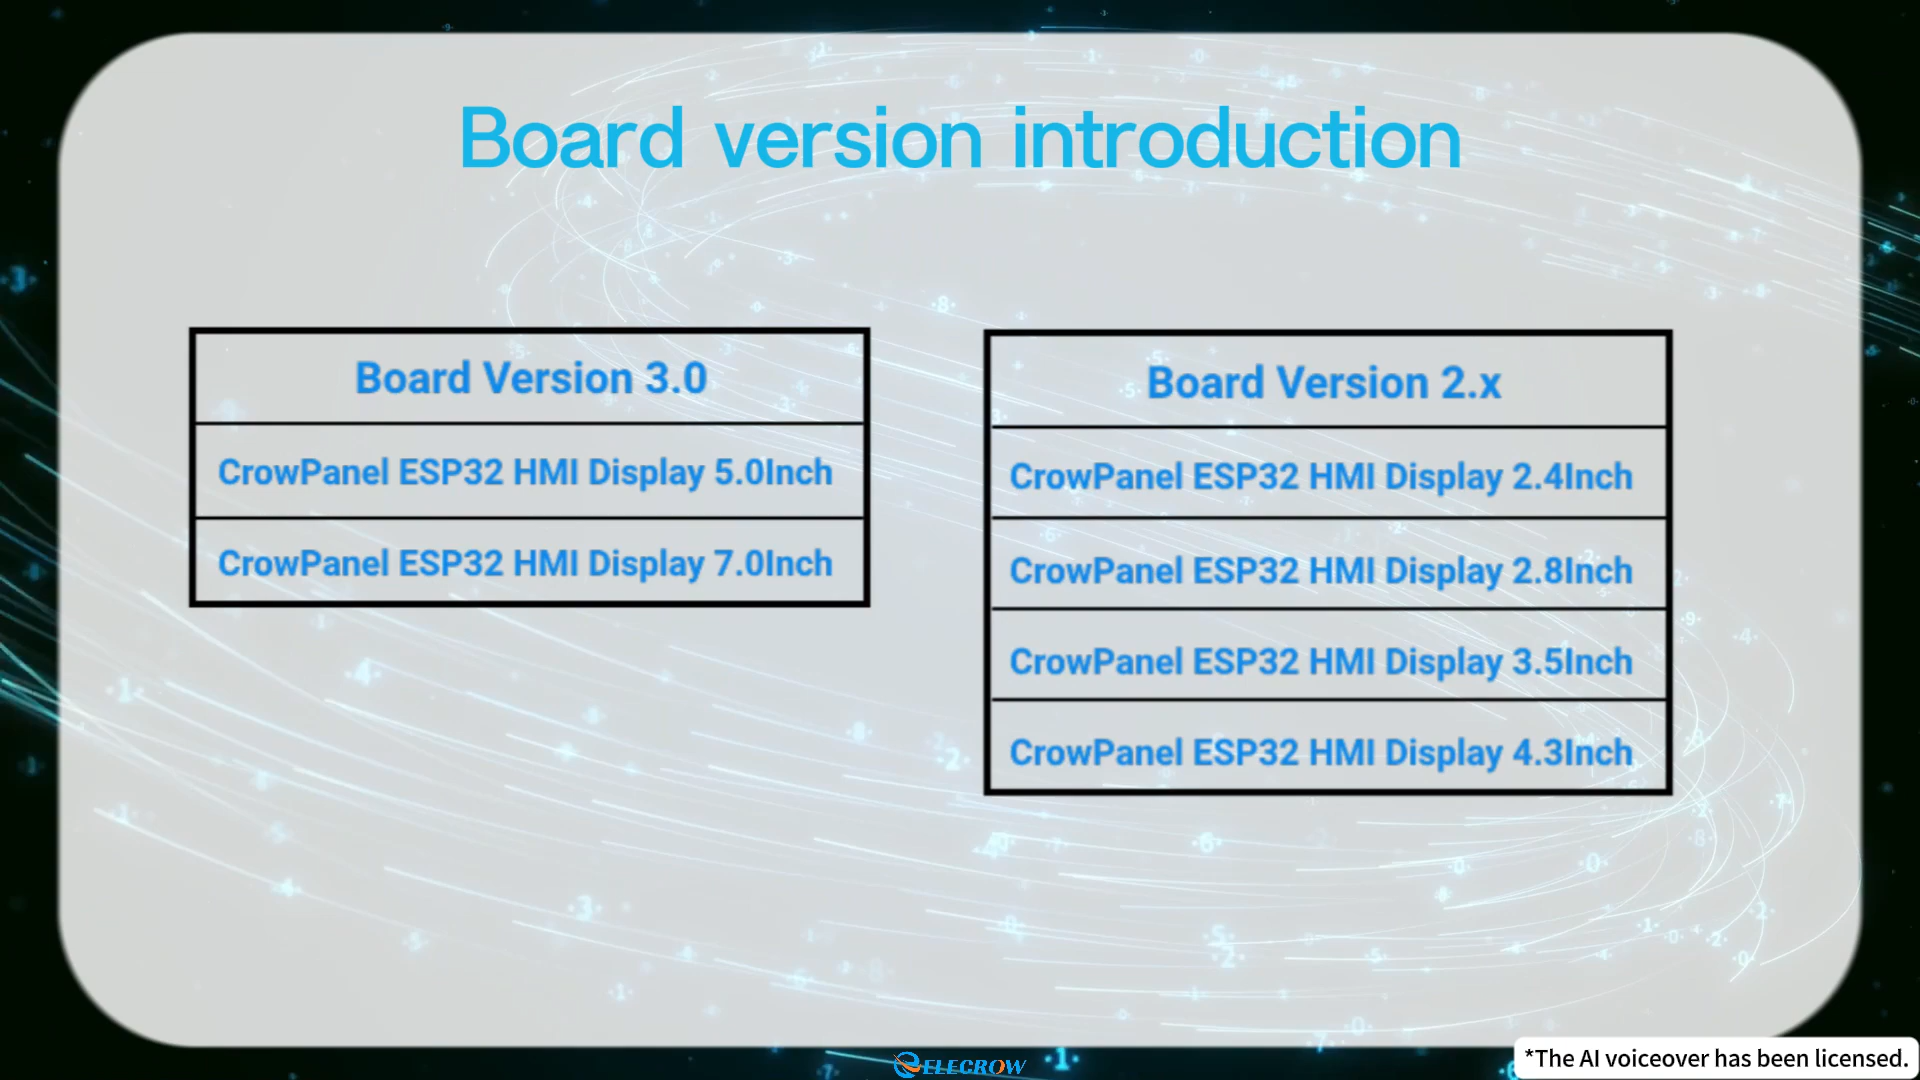 Board version introduction
Board Version 3.0
CrowPanel ESP32 HMI Display 5.0Inch
CrowPanel ESP32 HMI Display 7.0Inch
Board Version 2.x
CrowPanel ESP32 HMI Display 2.4Inch
CrowPanel ESP32 HMI Display 2.8Inch
CrowPanel ESP32 HMI Display 3.5Inch
CrowPanel ESP32 HMI Display 4.3Inch
ELECROW
*The AI voiceover has been licensed.